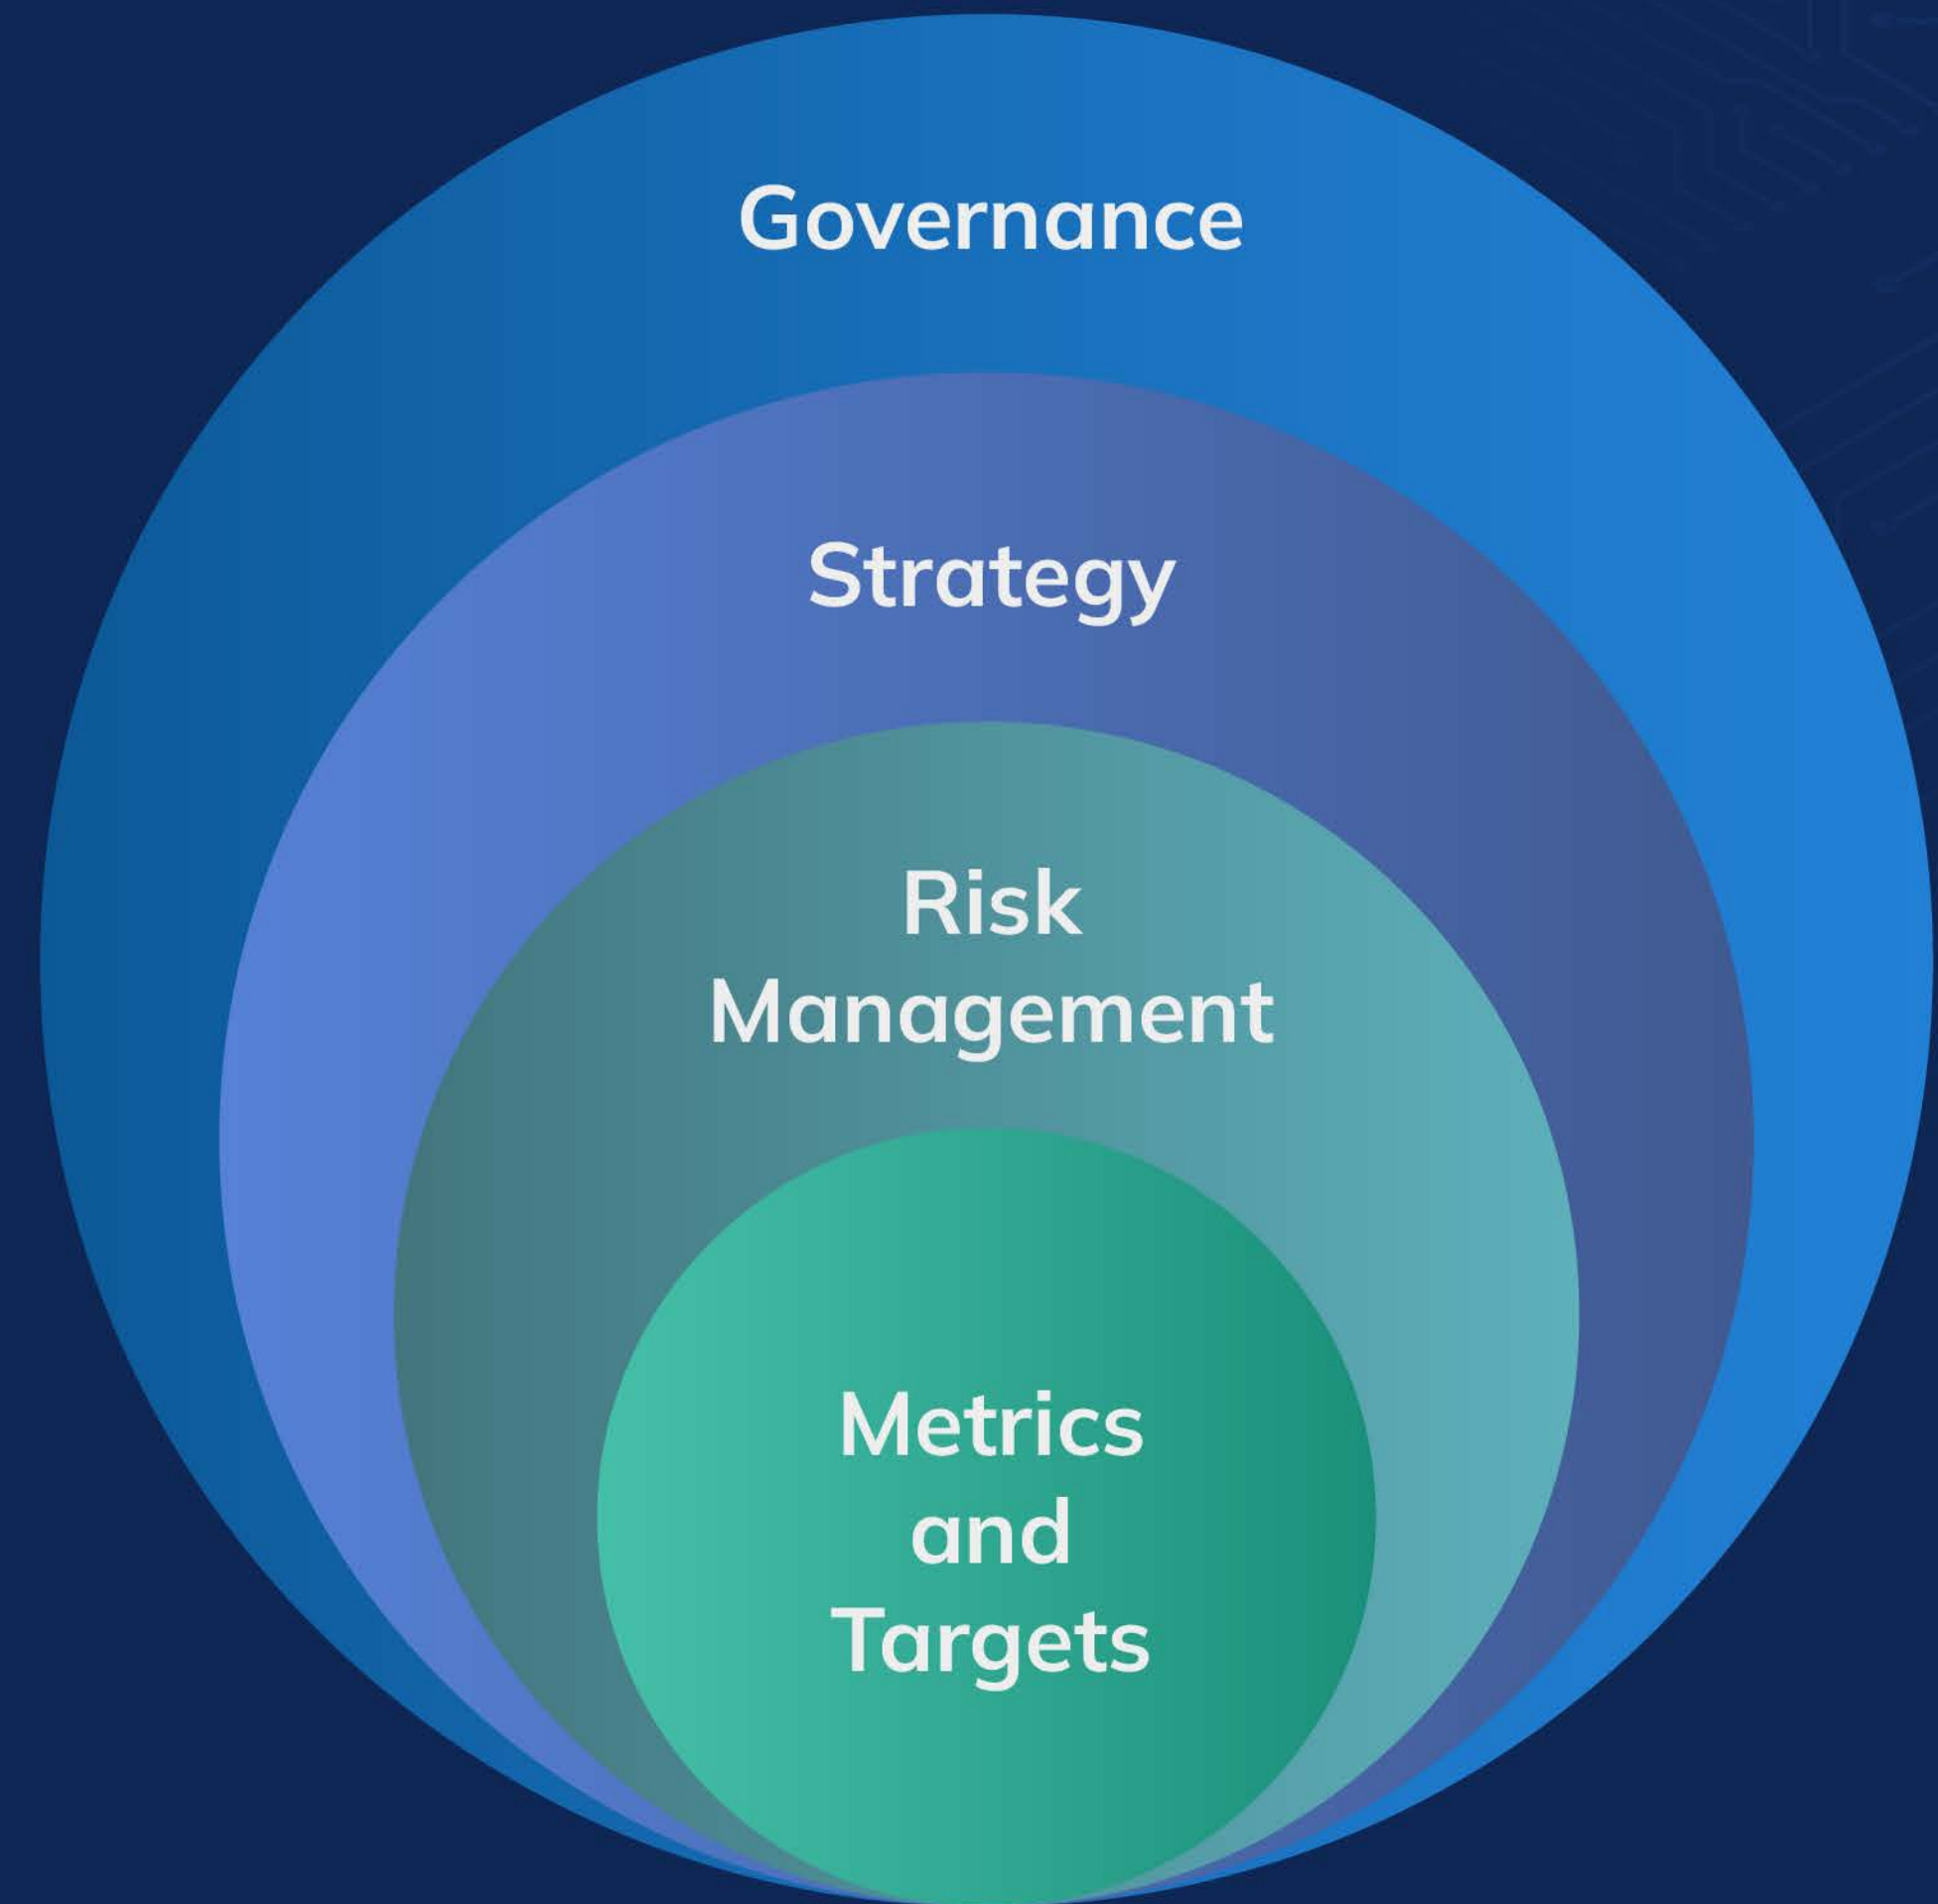 Governance
Strategy
Risk
Management
Metrics
and
Targets